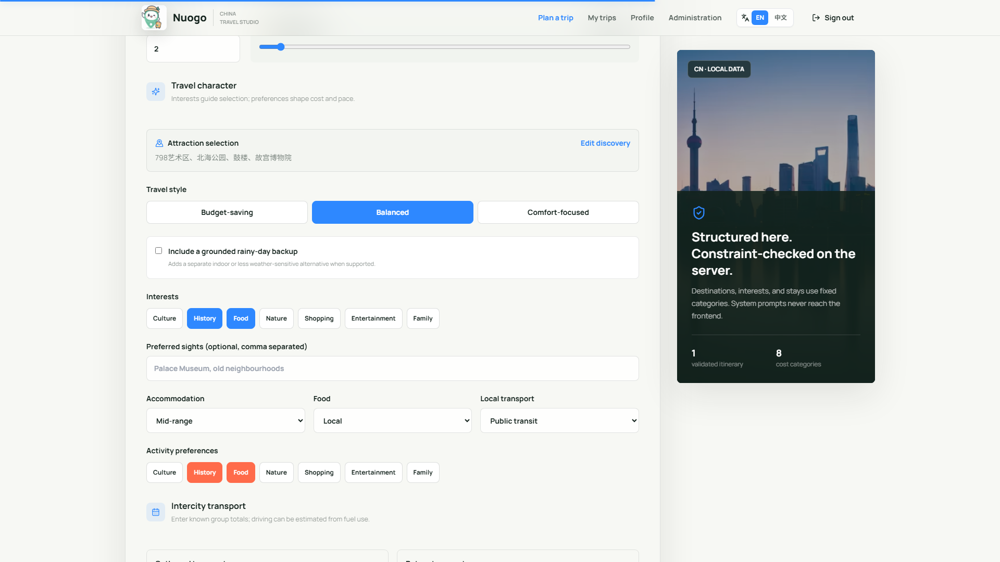 Nuogo
CHINA
TRAVEL STUDIO
Plan a trip
My trips
Profile
Administration
EN
中文
Sign out
2
Travel character
Interests guide selection; preferences shape cost and pace.
Attraction selection
Edit discovery
798艺术区、北海公园、鼓楼、故宫博物院
Travel style
Budget-saving
Balanced
Comfort-focused
Include a grounded rainy-day backup
Adds a separate indoor or less weather-sensitive alternative when supported.
Interests
Culture
History
Food
Nature
Shopping
Entertainment
Family
Preferred sights (optional, comma separated)
Palace Museum, old neighbourhoods
Accommodation
Food
Local transport
Mid-range
Local
Public transit
Activity preferences
Culture
History
Food
Nature
Shopping
Entertainment
Family
Intercity transport
Enter known group totals; driving can be estimated from fuel use.
CN · LOCAL DATA
Structured here.
Constraint-checked on the
server.
Destinations, interests, and stays use fixed
categories. System prompts never reach the
frontend.
1
validated itinerary
8
cost categories